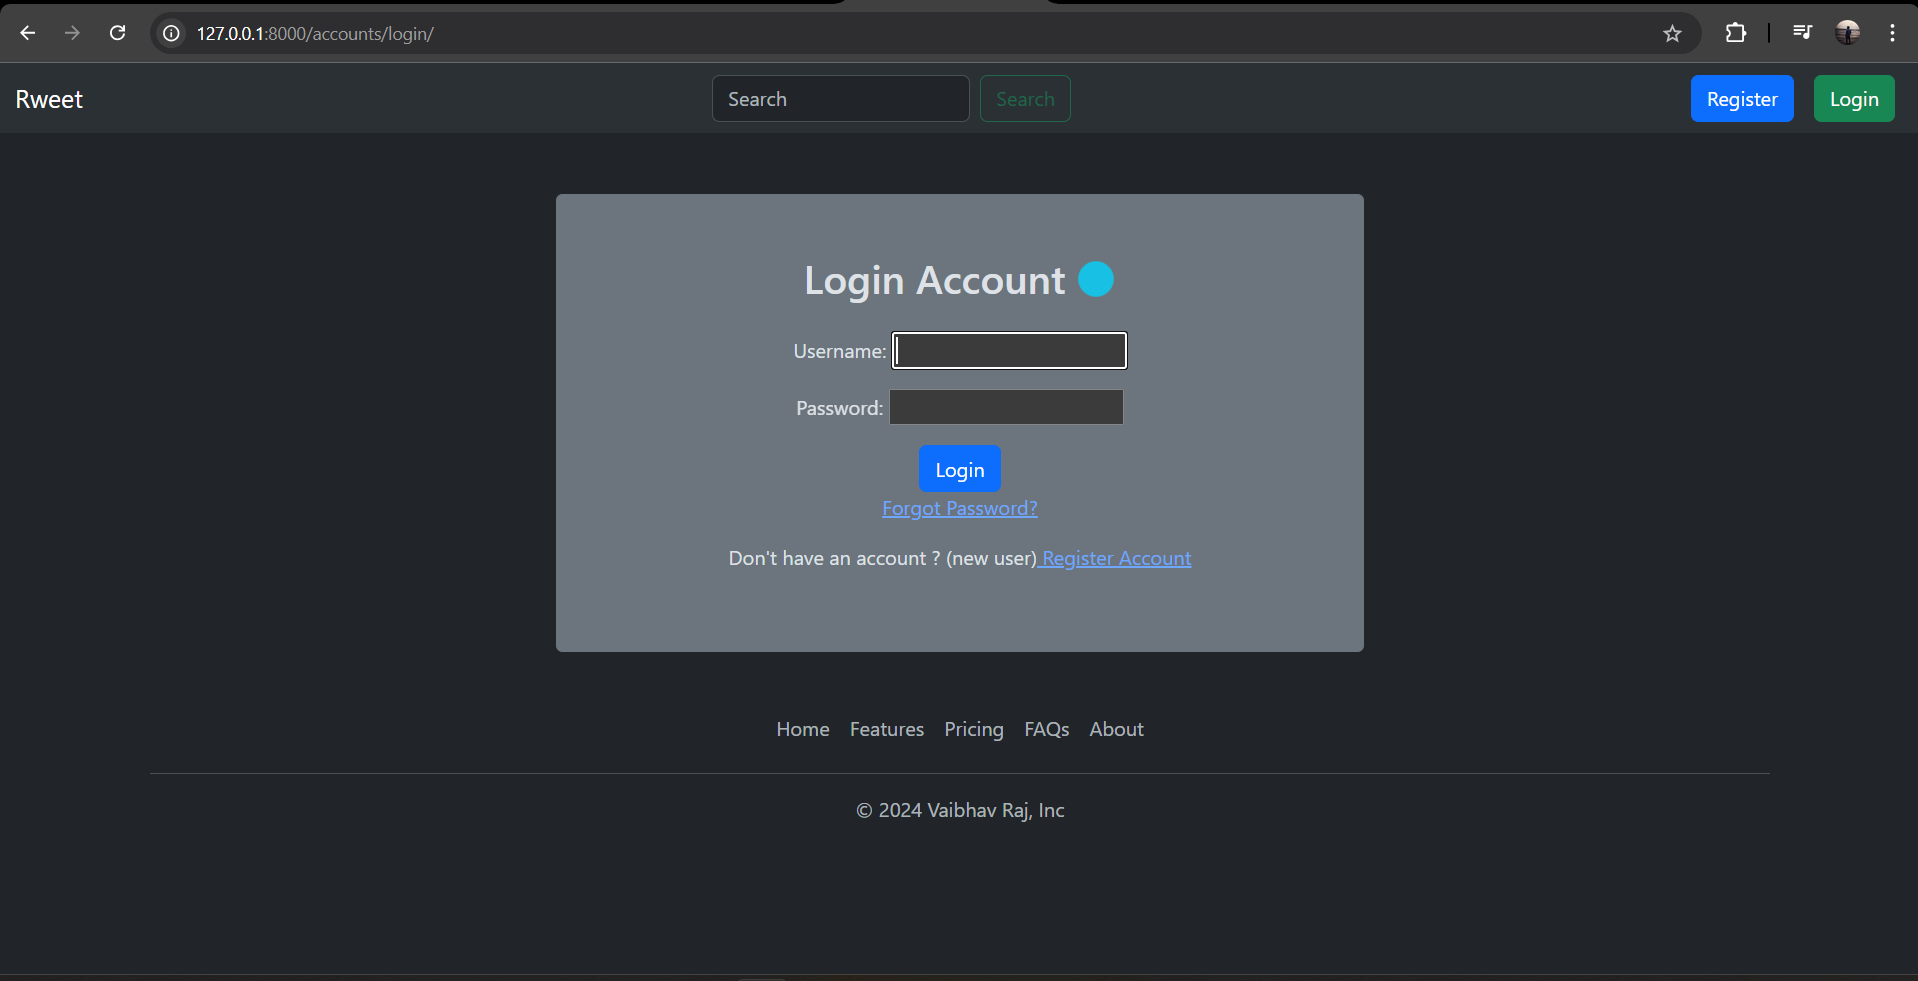 127.0.0.1:8000/accounts/login/
Rweet
Search
Search
Register
Login
Login Account
Username:
Password:
Login
Forgot Password?
Don't have an account ? (new user) Register Account
Home Features Pricing FAQs About
© 2024 Vaibhav Raj, Inc